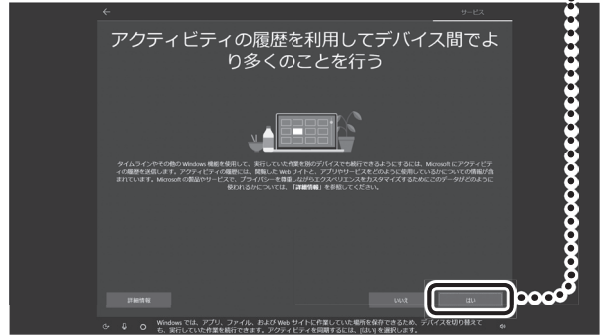 サービス
アクティビティの履歴を利用してデバイス間でよ
り多くのことを行う
タイムラインやその他の Windows 機能を使用して、実行していた作業を別のデバイスでも続行できるようにするには、Microsoft にアクティビテ
ィの履歴を送信します。アクティビティの履歴には、閲覧した Web サイトと、アプリやサービスをどのように使用しているかについての情報が含
まれています。Microsoft の製品やサービスで、プライバシーを尊重しながらエクスペリエンスをカスタマイズするためにこのデータがどのように
使われるかについては、「詳細情報」を参照してください。
詳細情報
いいえ
はい
Windows では、アプリ、ファイル、および Web サイトに作業していた場所を保存できるため、デバイスを切り替えて
も、実行していた作業を続行できます。アクティビティを同期するには、[はい] を選択します。